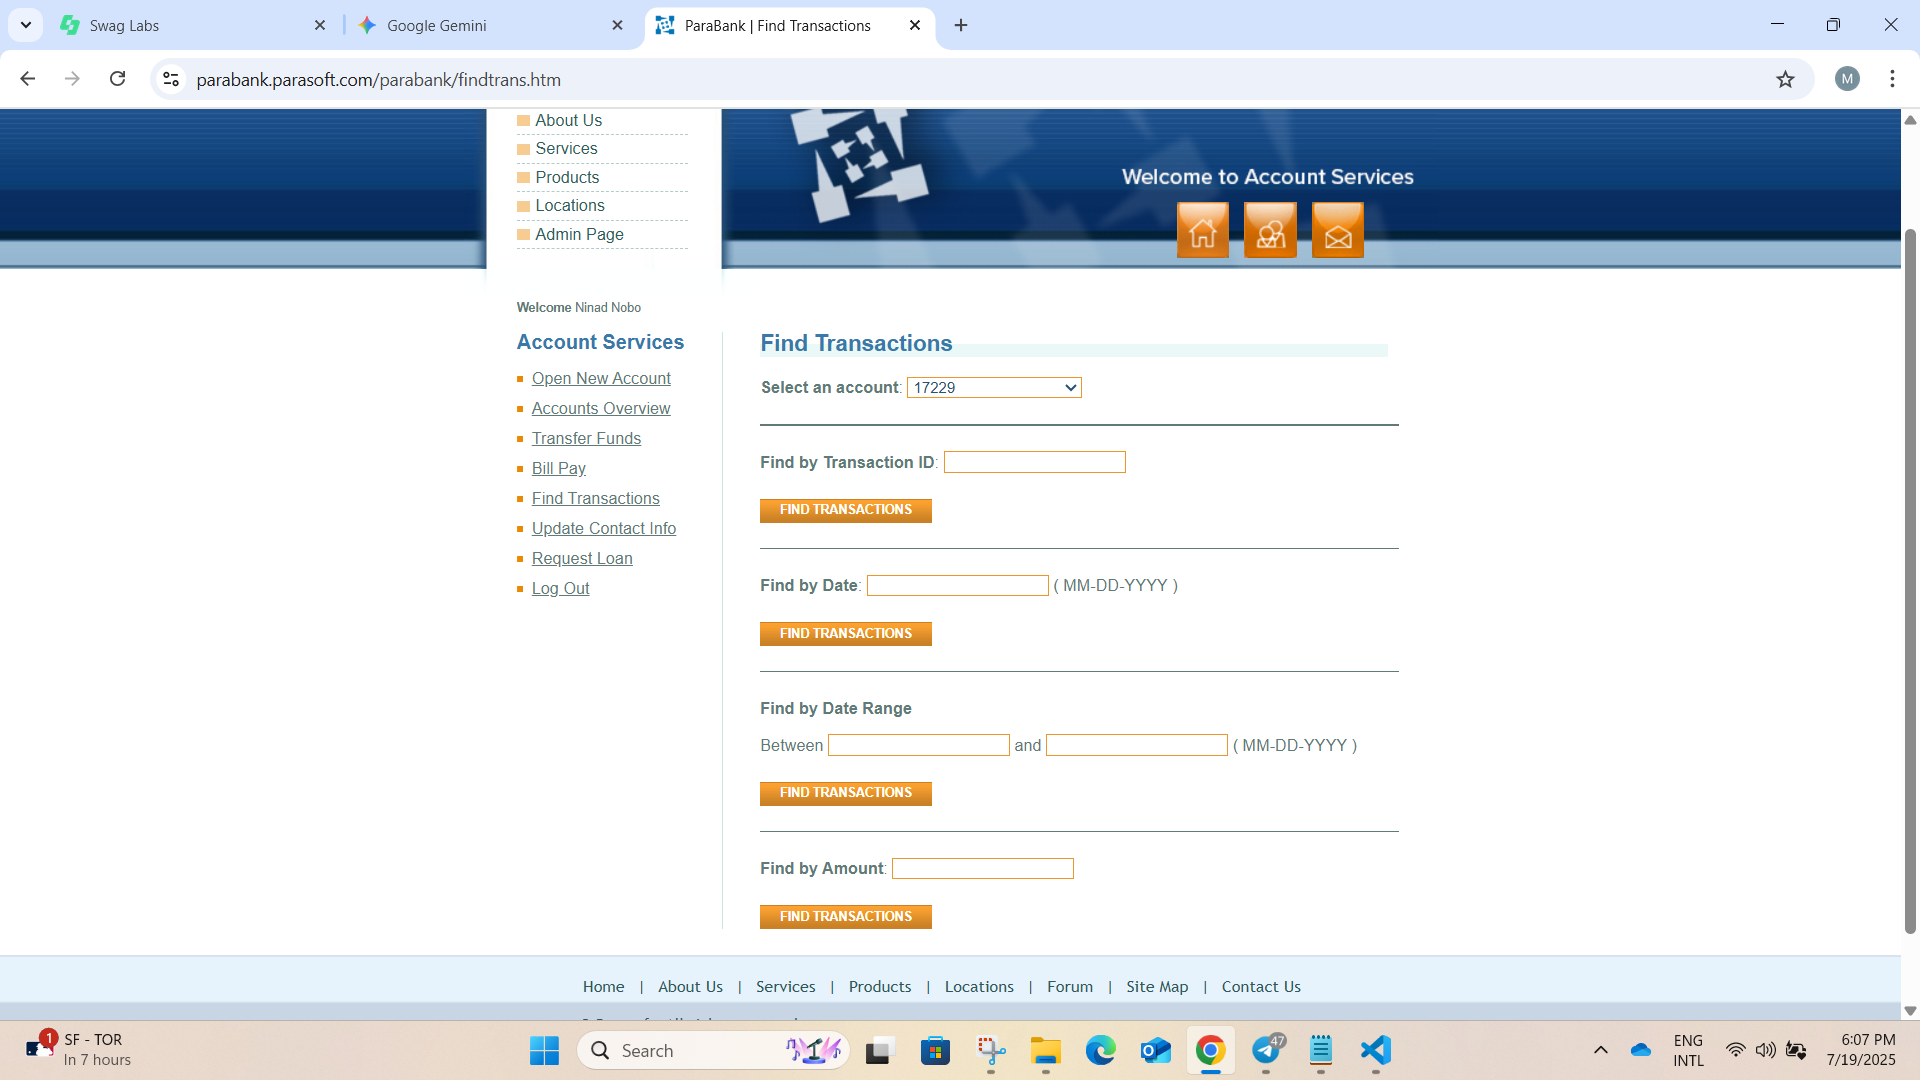 Swag Labs
Google Gemini
ParaBank | Find Transactions
parabank.parasoft.com/parabank/findtrans.htm
M
About Us
Services
Products
Locations
Admin Page
Welcome to Account Services
Welcome Ninad Nobo
Account Services
Open New Account
Accounts Overview
Transfer Funds
Bill Pay
Find Transactions
Update Contact Info
Request Loan
Log Out
Find Transactions
Select an account: 17229
Find by Transaction ID:
FIND TRANSACTIONS
Find by Date: ( MM-DD-YYYY )
FIND TRANSACTIONS
Find by Date Range
Between and ( MM-DD-YYYY )
FIND TRANSACTIONS
Find by Amount:
FIND TRANSACTIONS
Home | About Us | Services | Products | Locations | Forum | Site Map | Contact Us
1
SF - TOR
In 7 hours
Search
47
ENG
INTL
6:07 PM
7/19/2025